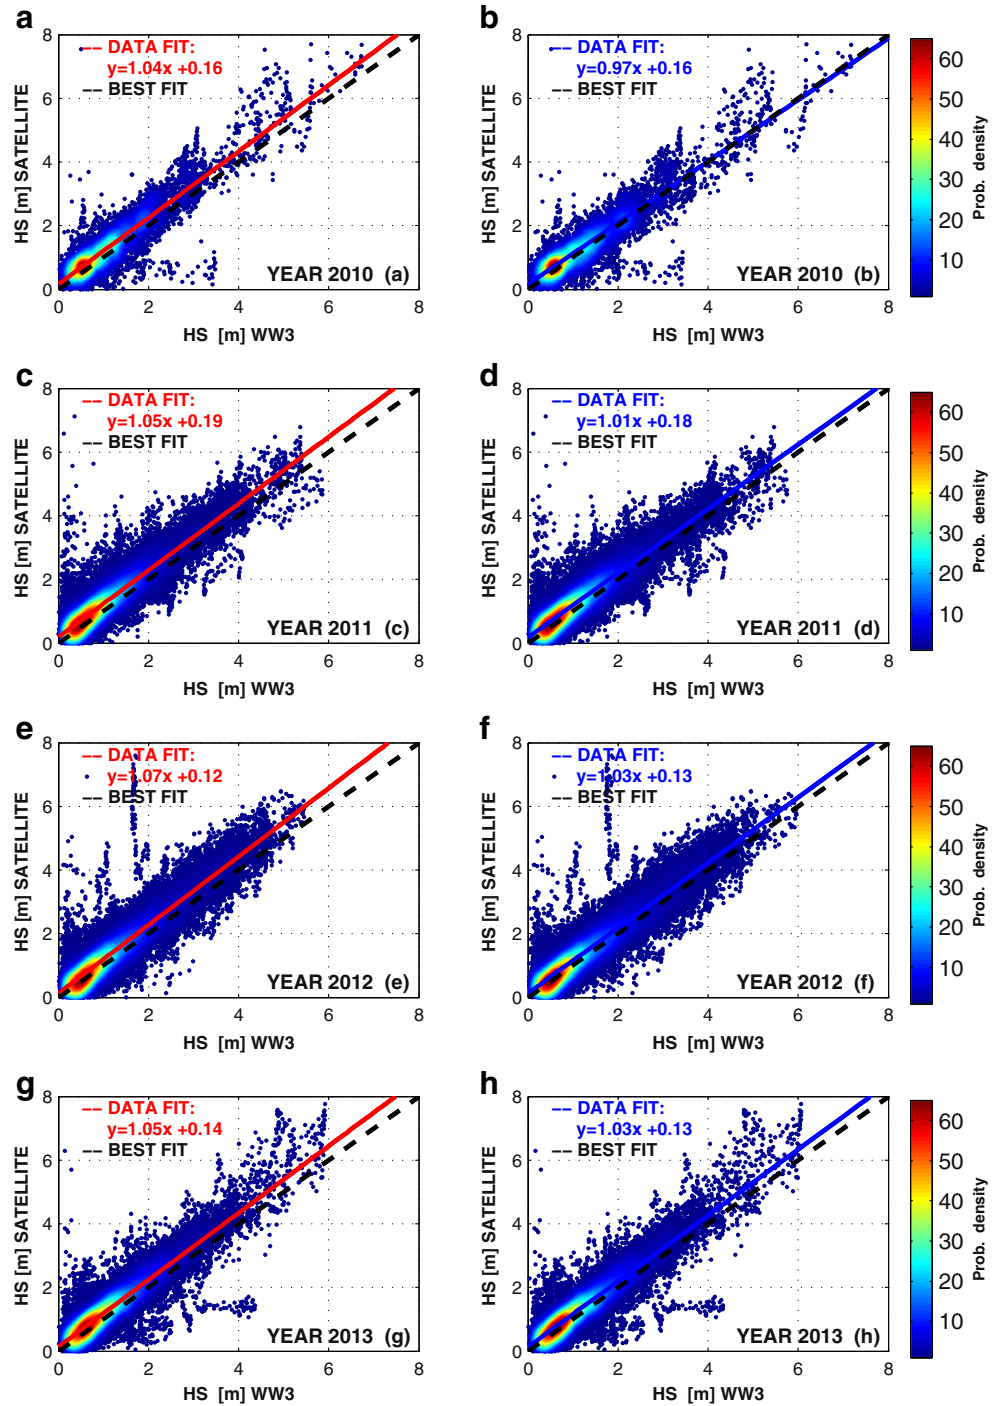 a
b
8
6
4
2
0
HS [m] SATELLITE
-- DATA FIT:
y=1.04x +0.16
-- BEST FIT
YEAR 2010 (a)
0 2 4 6 8
HS [m] WW3
8
6
4
2
0
HS [m] SATELLITE
-- DATA FIT:
y=0.97x +0.16
-- BEST FIT
YEAR 2010 (b)
0 2 4 6 8
HS [m] WW3
60
50
40
30
20
10
Prob. density
c
d
8
6
4
2
0
HS [m] SATELLITE
-- DATA FIT:
y=1.05x +0.19
-- BEST FIT
YEAR 2011 (c)
0 2 4 6 8
HS [m] WW3
8
6
4
2
0
HS [m] SATELLITE
-- DATA FIT:
y=1.01x +0.18
-- BEST FIT
YEAR 2011 (d)
0 2 4 6 8
HS [m] WW3
60
50
40
30
20
10
Prob. density
e
f
8
6
4
2
0
HS [m] SATELLITE
-- DATA FIT:
y=1.07x +0.12
-- BEST FIT
YEAR 2012 (e)
0 2 4 6 8
HS [m] WW3
8
6
4
2
0
HS [m] SATELLITE
-- DATA FIT:
y=1.03x +0.13
-- BEST FIT
YEAR 2012 (f)
0 2 4 6 8
HS [m] WW3
60
50
40
30
20
10
Prob. density
g
h
8
6
4
2
0
HS [m] SATELLITE
-- DATA FIT:
y=1.05x +0.14
-- BEST FIT
YEAR 2013 (g)
0 2 4 6 8
HS [m] WW3
8
6
4
2
0
HS [m] SATELLITE
-- DATA FIT:
y=1.03x +0.13
-- BEST FIT
YEAR 2013 (h)
0 2 4 6 8
HS [m] WW3
60
50
40
30
20
10
Prob. density